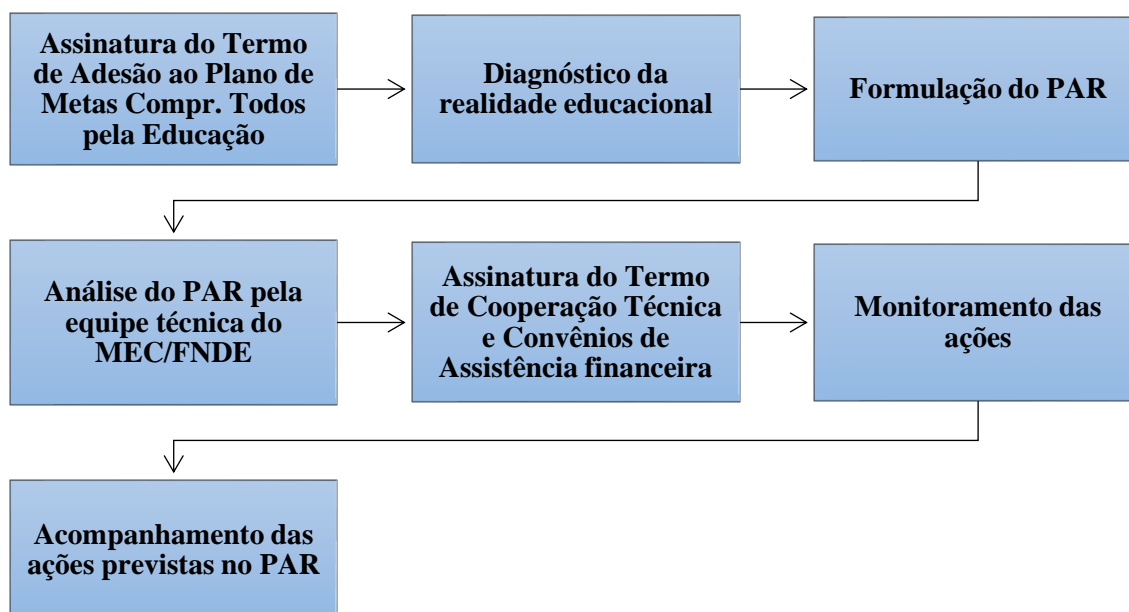 Assinatura do Termo
de Adesão ao Plano de
Metas Compr. Todos
pela Educação
Diagnóstico da
realidade educacional
Formulação do PAR
Análise do PAR pela
equipe técnica do
MEC/FNDE
Assinatura do Termo
de Cooperação Técnica
e Convênios de
Assistência financeira
Monitoramento das
ações
Acompanhamento das
ações previstas no PAR